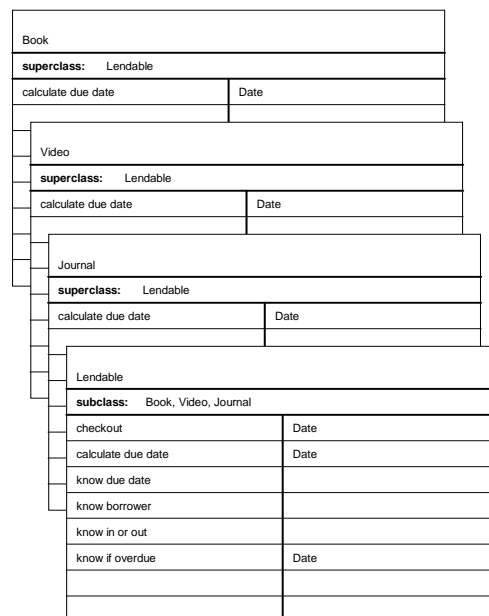 Book
superclass: Lendable
calculate due date Date
Video
superclass: Lendable
calculate due date Date
Journal
superclass: Lendable
calculate due date Date
Lendable
subclass: Book, Video, Journal
checkout Date
calculate due date Date
know due date
know borrower
know in or out
know if overdue Date